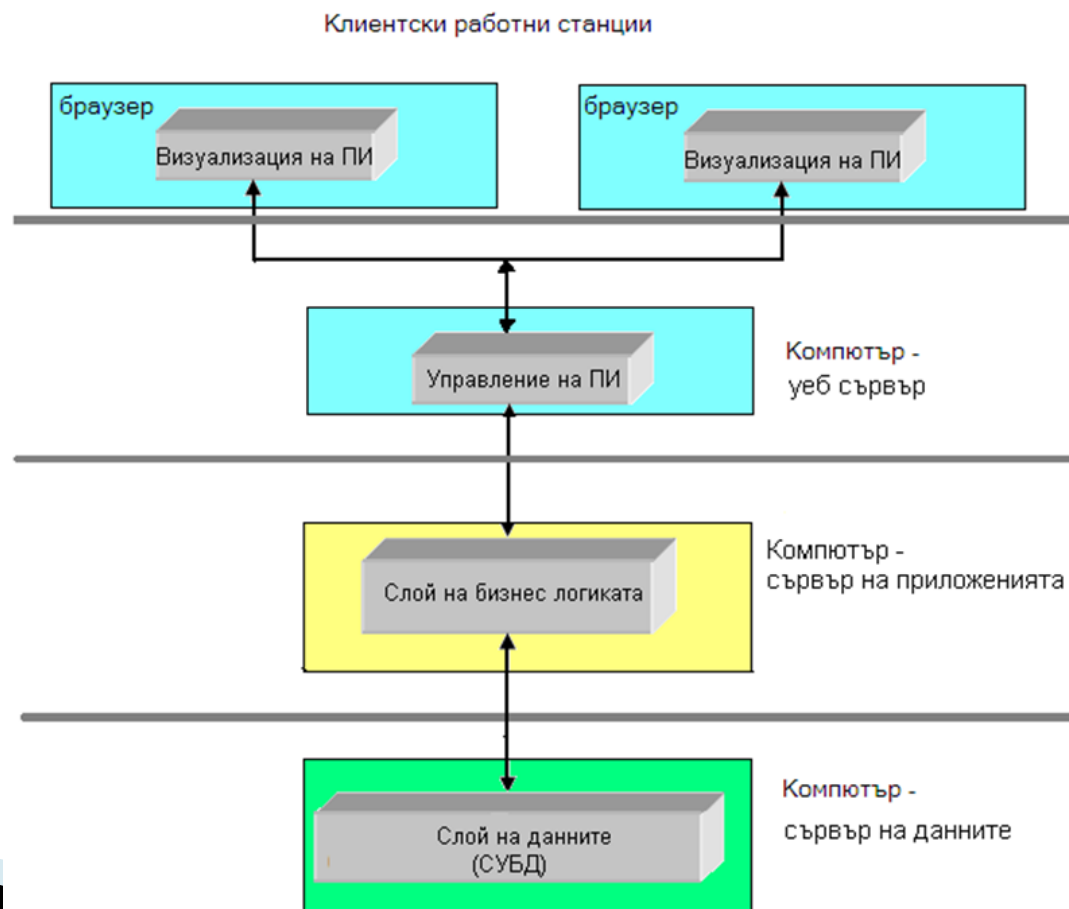 Клиентски работни станции
браузер
Визуализация на ПИ
браузер
Визуализация на ПИ
Управление на ПИ
Компютър -
уеб сървър
Слой на бизнес логиката
Компютър -
сървър на приложенията
Слой на данните
(СУБД)
Компютър -
сървър на данните